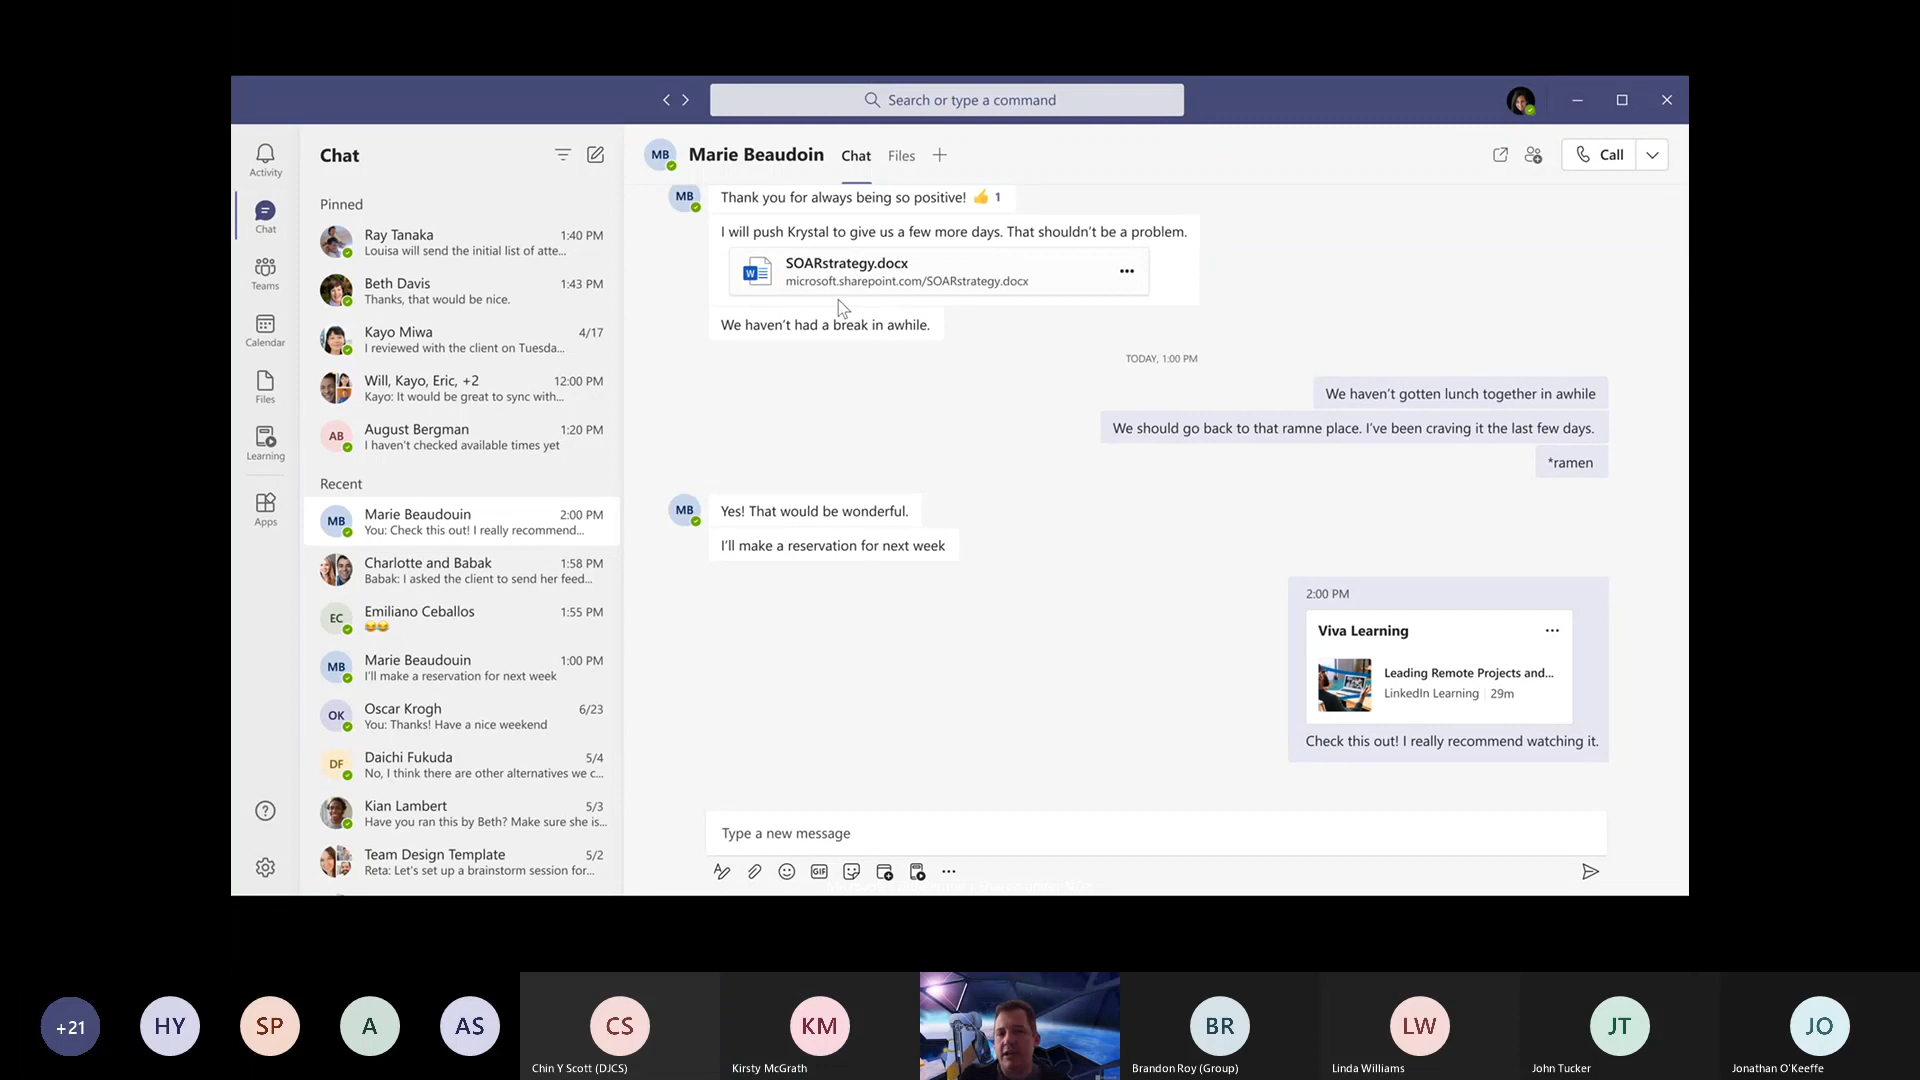 Search or type a command
Activity
Chat
Teams
Calendar
Files
Learning
Apps
Chat
Pinned
Ray Tanaka 1:40 PM
Louisa will send the initial list of atte...
Beth Davis 1:43 PM
Thanks, that would be nice.
Kayo Miwa 4/17
I reviewed with the client on Tuesda...
Will, Kayo, Eric, +2 12:00 PM
Kayo: It would be great to sync with...
AB
August Bergman 1:20 PM
I haven't checked available times yet
Recent
MB
Marie Beaudouin 2:00 PM
You: Check this out! I really recommend...
Charlotte and Babak 1:58 PM
Babak: I asked the client to send her feed...
EC
Emiliano Ceballos 1:55 PM
MB
Marie Beaudouin 1:00 PM
I'll make a reservation for next week
OK
Oscar Krogh 6/23
You: Thanks! Have a nice weekend
DF
Daichi Fukuda 5/4
No, I think there are other alternatives we c...
Kian Lambert 5/3
Have you ran this by Beth? Make sure she is...
Team Design Template 5/2
Reta: Let's set up a brainstorm session for...
MB Marie Beaudoin Chat Files
Call
MB
Thank you for always being so positive! 👍 1
I will push Krystal to give us a few more days. That shouldn't be a problem.
W
SOARstrategy.docx
microsoft.sharepoint.com/SOARstrategy.docx
We haven't had a break in awhile.
TODAY, 1:00 PM
We haven't gotten lunch together in awhile
We should go back to that ramne place. I've been craving it the last few days.
*ramen
MB
Yes! That would be wonderful.
I'll make a reservation for next week
2:00 PM
Viva Learning
Leading Remote Projects and...
LinkedIn Learning | 29m
Check this out! I really recommend watching it.
Type a new message
GIF
+21 HY SP A AS CS KM BR LW JT JO
Chin Y Scott (DJCS) Kirsty McGrath Brandon Roy (Group) Linda Williams John Tucker Jonathan O'Keeffe